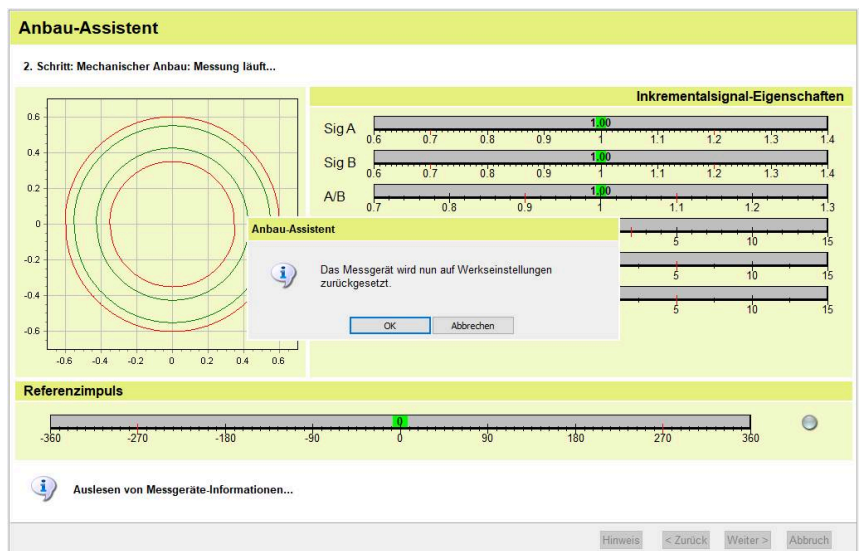 Anbau-Assistent
2. Schritt: Mechanischer Anbau: Messung läuft...
Inkrementalsignal-Eigenschaften
0.6
0.4
0.2
0
-0.2
-0.4
-0.6
-0.6 -0.4 -0.2 0 0.2 0.4 0.6
Sig A
1.00
0.6 0.7 0.8 0.9 1 1.1 1.2 1.3 1.4
Sig B
1.00
0.6 0.7 0.8 0.9 1 1.1 1.2 1.3 1.4
A/B
1.00
0.7 0.8 0.9 1 1.1 1.2 1.3
5 10 15
5 10 15
5 10 15
Anbau-Assistent
Das Messgerät wird nun auf Werkseinstellungen
zurückgesetzt.
OK Abbrechen
Referenzimpuls
0
-360 -270 -180 -90 0 90 180 270 360
Auslesen von Messgeräte-Informationen...
Hinweis < Zurück Weiter > Abbruch